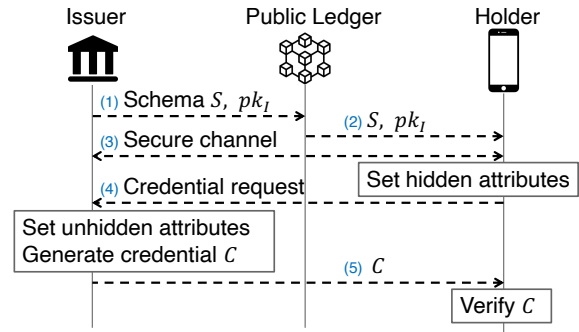 Issuer Public Ledger Holder
(1) Schema S, pk_I
(2) S, pk_I
(3) Secure channel
Set hidden attributes
(4) Credential request
Set unhidden attributes
Generate credential C
(5) C
Verify C